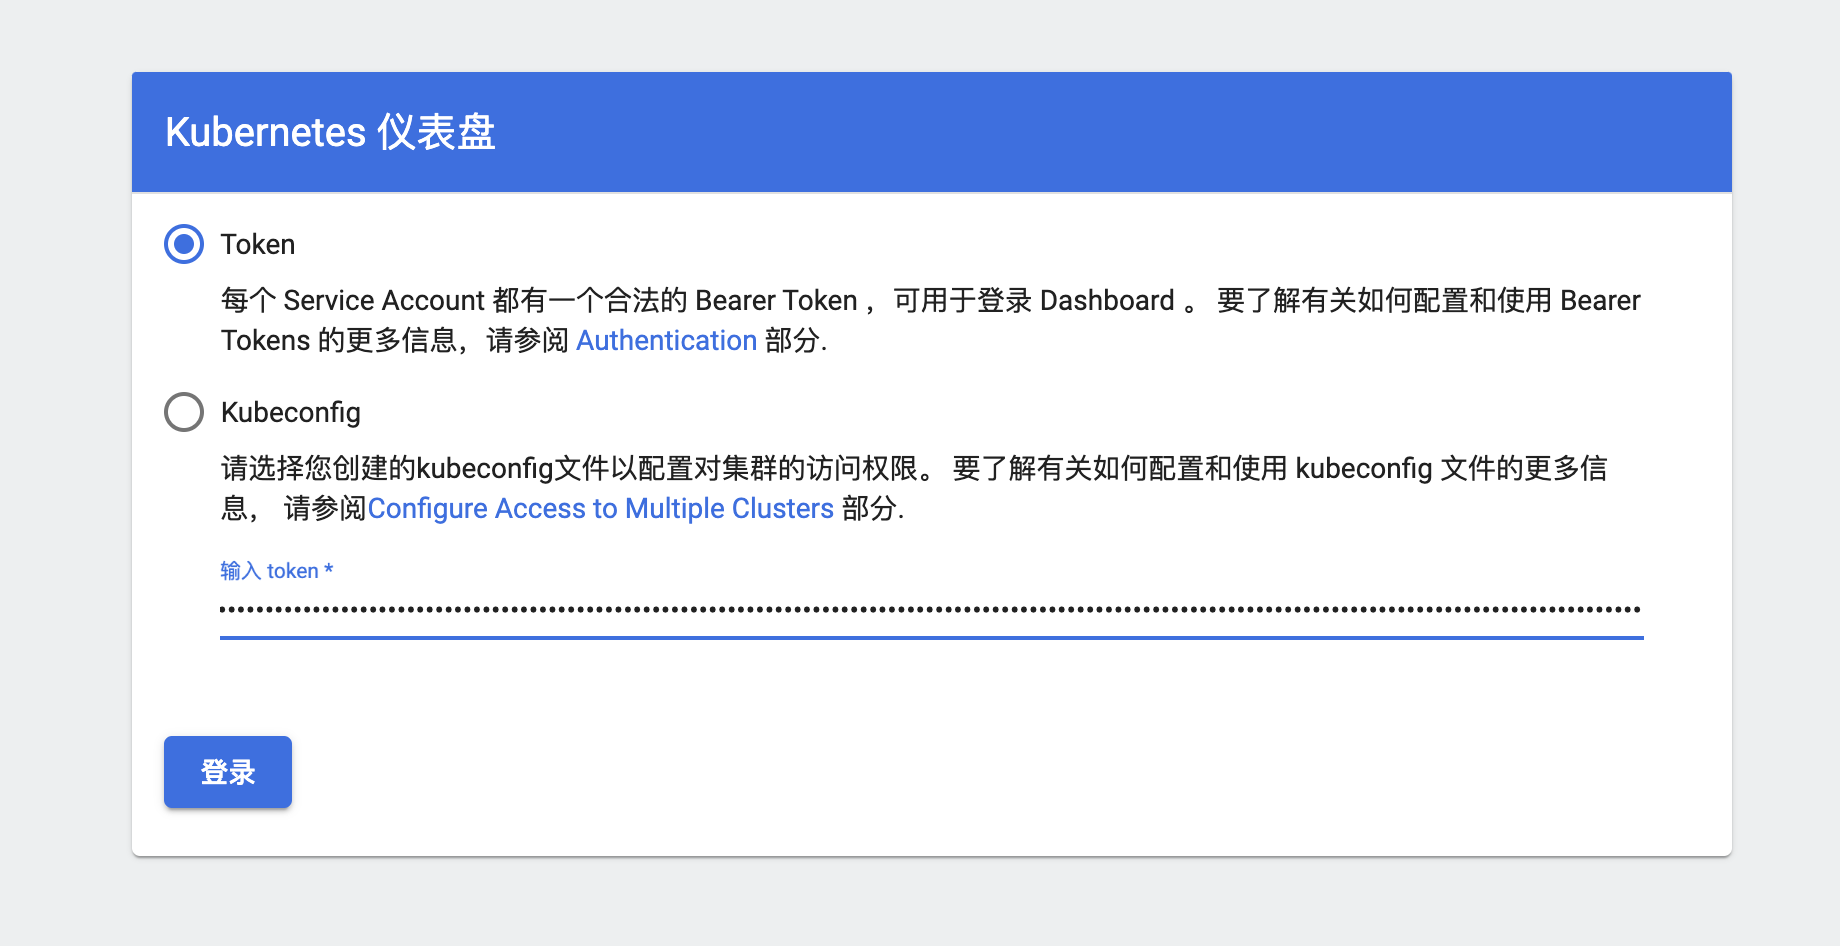 Kubernetes 仪表盘
Token
每个 Service Account 都有一个合法的 Bearer Token ，可用于登录 Dashboard 。 要了解有关如何配置和使用 Bearer
Tokens 的更多信息，请参阅 Authentication 部分.
Kubeconfig
请选择您创建的kubeconfig文件以配置对集群的访问权限。 要了解有关如何配置和使用 kubeconfig 文件的更多信
息， 请参阅Configure Access to Multiple Clusters 部分.
输入 token *
登录